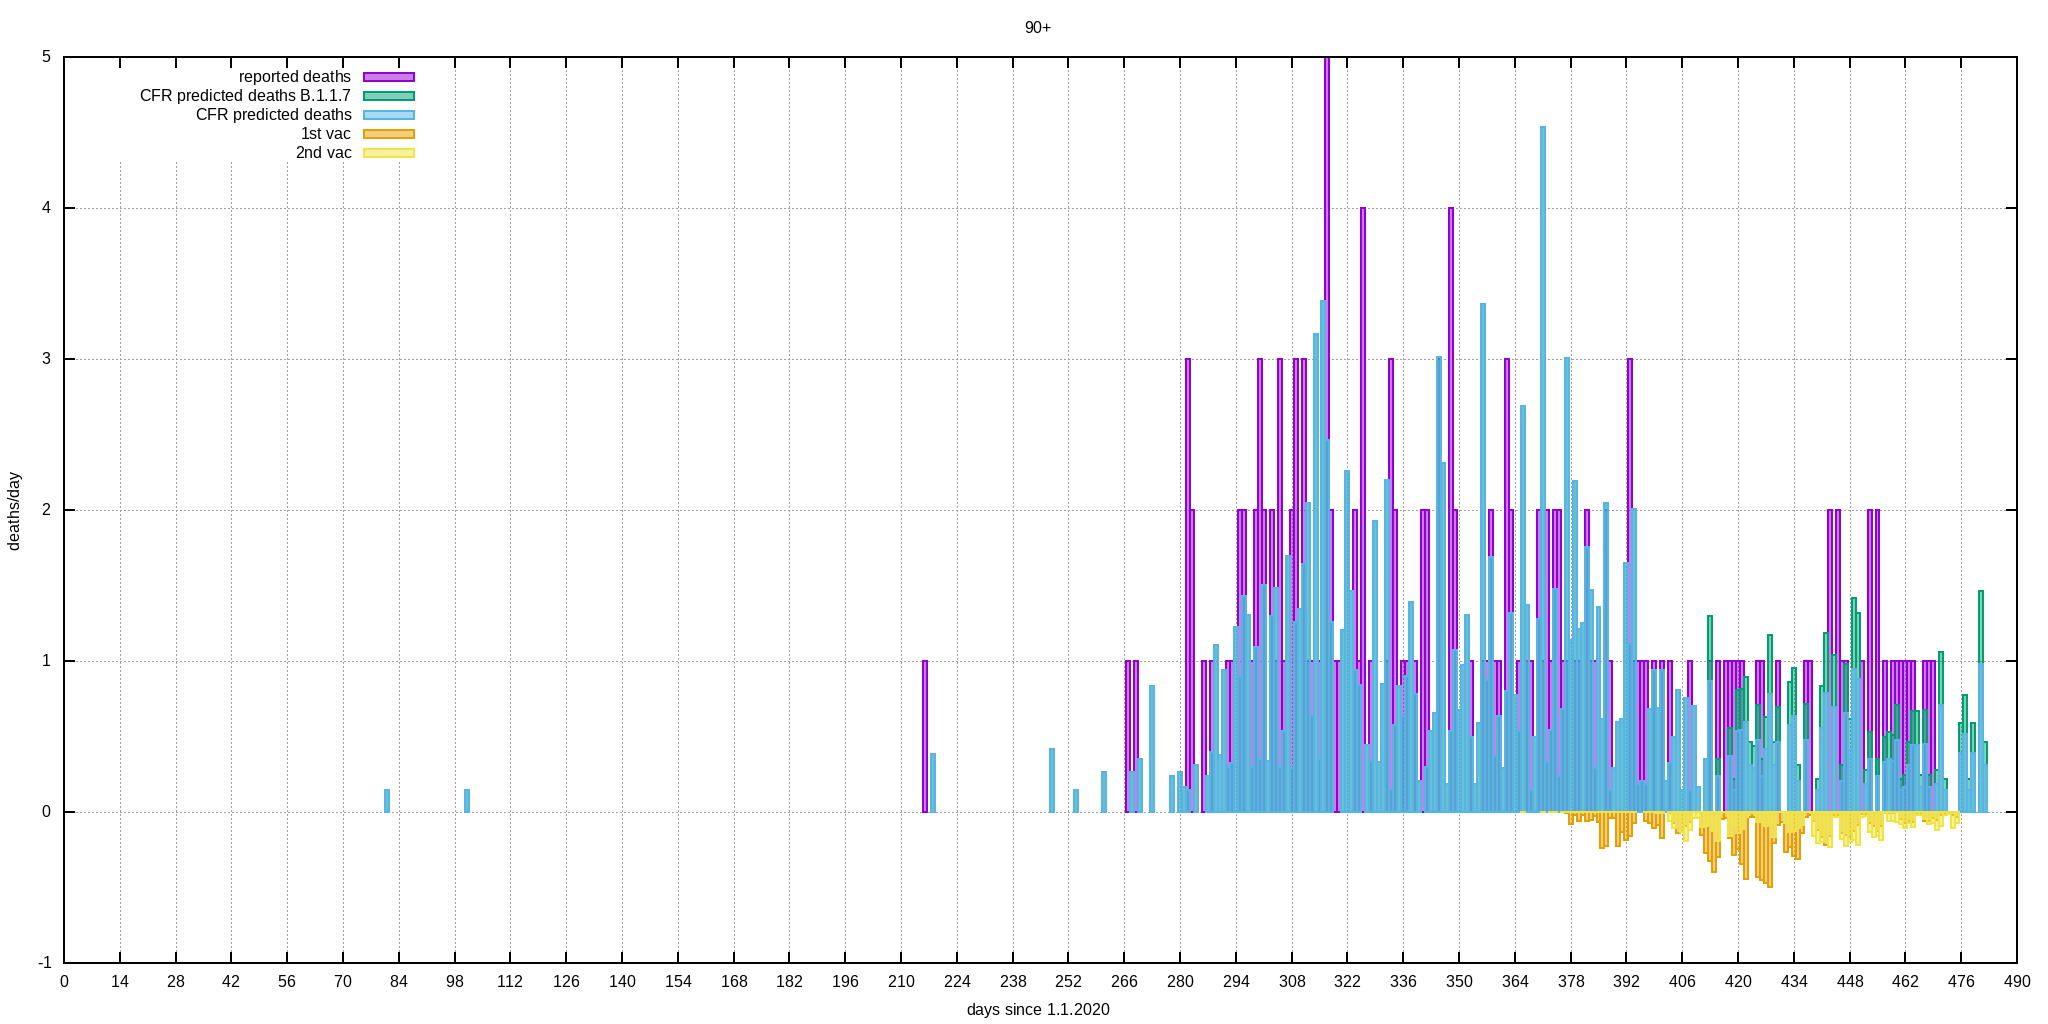 90+
reported deaths
CFR predicted deaths B.1.1.7
CFR predicted deaths
1st vac
2nd vac
5
4
3
2
1
0
-1
deaths/day
0 14 28 42 56 70 84 98 112 126 140 154 168 182 196 210 224 238 252 266 280 294 308 322 336 350 364 378 392 406 420 434 448 462 476 490
days since 1.1.2020